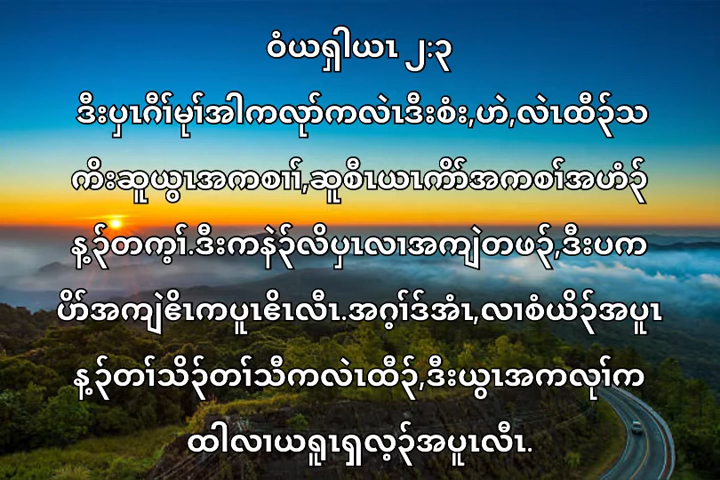 ဝံယရှါယၤ ၂:၃
ဒီးပှၤဂီၢ်မုၢ်အါကလုာ်ကလဲၤဒီးစံး,ဟဲ,လဲၤထီၣ်သ
ကိးဆူယွၤအကစၢၢ်,ဆူစီၤယၤကိာ်အကစၢ်အဟံၣ်
န့ၣ်တက့ၢ်.ဒီးကနဲၣ်လိပှၤလၢအကျဲတဖၣ်,ဒီးပက
ဟိာ်အကျဲဧိၤကပူၤဧိၤလီၤ.အဂ့ၢ်ဒ်အံၤ,လၢစံယိၣ်အပူၤ
န့ၣ်တၢ်သိၣ်တၢ်သီကလဲၤထီၣ်,ဒီးယွၤအကလုၢ်က
ထါလၢယရူၤရှလ့ၣ်အပူၤလီၤ.